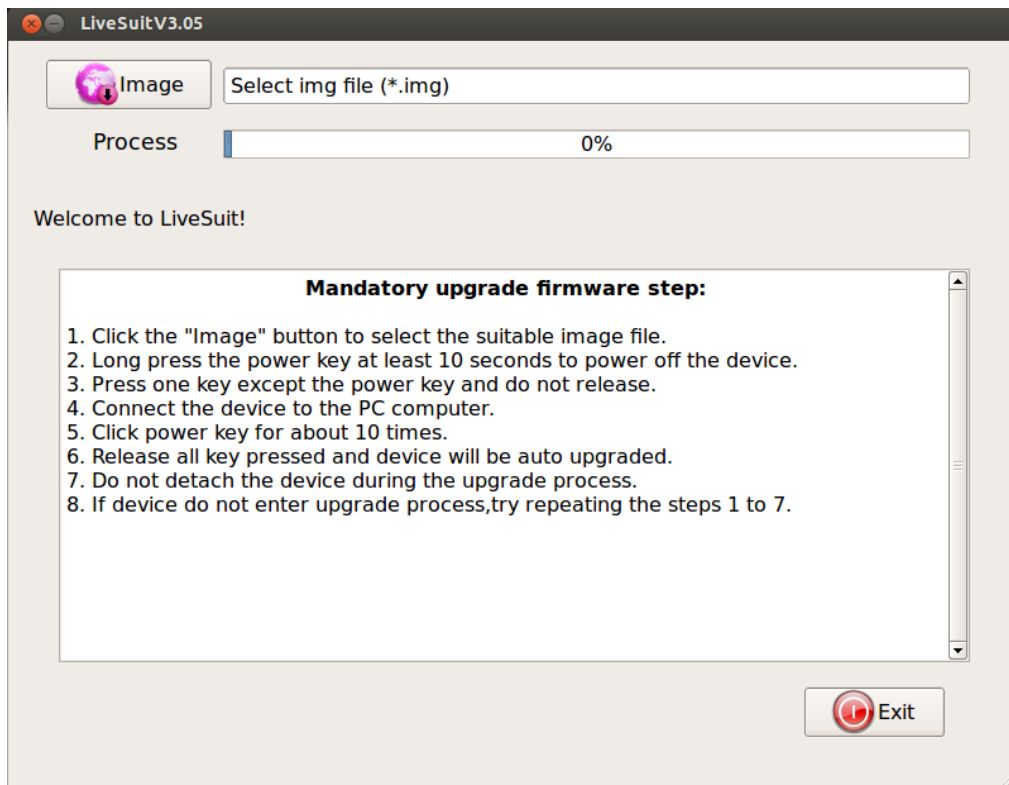 LiveSuitV3.05
Image
Select img file (*.img)
Process
0%
Welcome to LiveSuit!
Mandatory upgrade firmware step:
1. Click the "Image" button to select the suitable image file.
2. Long press the power key at least 10 seconds to power off the device.
3. Press one key except the power key and do not release.
4. Connect the device to the PC computer.
5. Click power key for about 10 times.
6. Release all key pressed and device will be auto upgraded.
7. Do not detach the device during the upgrade process.
8. If device do not enter upgrade process,try repeating the steps 1 to 7.
Exit